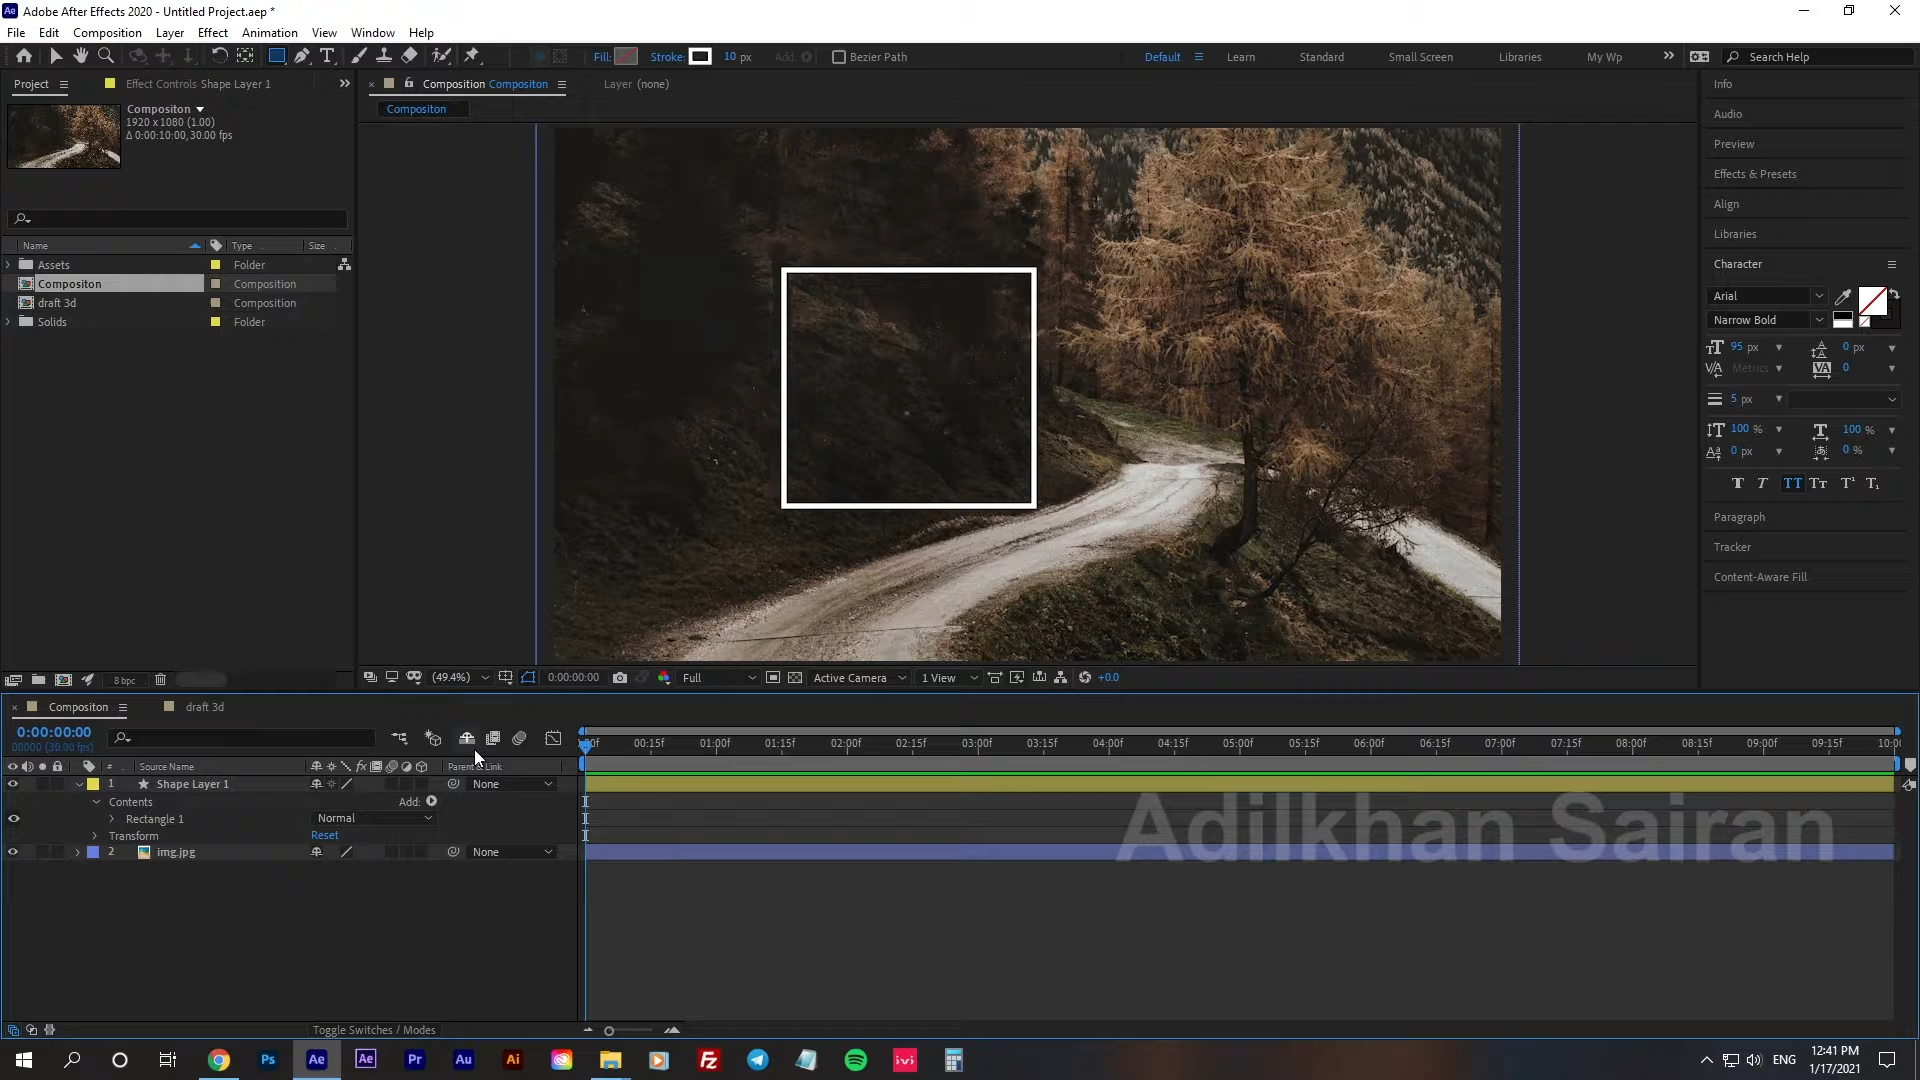 Adobe After Effects 2020 - Untitled Project.aep *
File Edit Composition Layer Effect Animation View Window Help
Fill: Stroke: 10 px Add: Bezier Path Default Learn Standard Small Screen Libraries My Wp Search Help
Project Effect Controls Shape Layer 1
Composition Compositon Layer (none)
Compositon
Compositon
1920 x 1080 (1.00)
Δ 0:00:10:00, 30.00 fps
Name Type Size
Assets Folder
Compositon Composition
draft 3d Composition
Solids Folder
8 bpc
(49.4%) 0:00:00:00 Full Active Camera 1 View +0.0
Info
Audio
Preview
Effects & Presets
Align
Libraries
Character
Arial
Narrow Bold
95 px 0 px
Metrics 0
5 px
100 % 100 %
0 px 0 %
Paragraph
Tracker
Content-Aware Fill
Compositon draft 3d
0:00:00:00
00000 (30.00 fps)
00:15f 01:00f 01:15f 02:00f 02:15f 03:00f 03:15f 04:00f 04:15f 05:00f 05:15f 06:00f 06:15f 07:00f 07:15f 08:00f 08:15f 09:00f 09:15f
# Source Name Parent & Link
1 Shape Layer 1 None
Contents Add:
Rectangle 1 Normal
Transform Reset
2 img.jpg None
Adilkhan Sairan
Toggle Switches / Modes
Ps Ae Ae Pr Au Ai Fz ivi
ENG
12:41 PM
1/17/2021